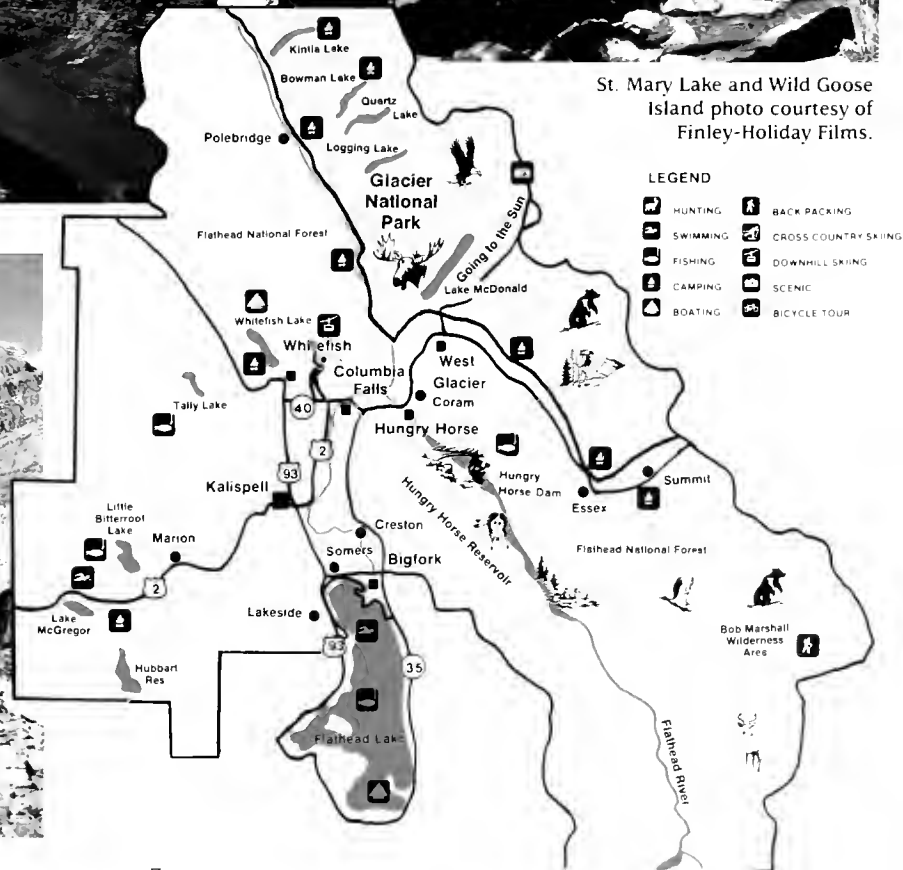 St. Mary Lake and Wild Goose
Island photo courtesy of
Finley-Holiday Films.
LEGEND
HUNTING
BACK PACKING
SWIMMING
CROSS COUNTRY SKIING
FISHING
DOWNHILL SKIING
CAMPING
SCENIC
BOATING
BICYCLE TOUR
Kintla Lake
Bowman Lake
Quartz
Lake
Polebridge
Logging Lake
Glacier
National
Park
Going to the Sun
Flathead National Forest
Lake McDonald
Whitefish Lake
Whitefish
Columbia
Falls
West
Glacier
Coram
Tally Lake
40
Hungry Horse
2
93
Hungry
Horse Dam
Summit
Kalispell
Essex
Hungry Horse Reservoir
Little
Bitterroot
Lake
Marion
Creston
Somers
Bigfork
Flathead National Forest
2
Lake
McGregor
Lakeside
93
35
Bob Marshall
Wilderness
Area
Hubbart
Res
Flathead Lake
Flathead River